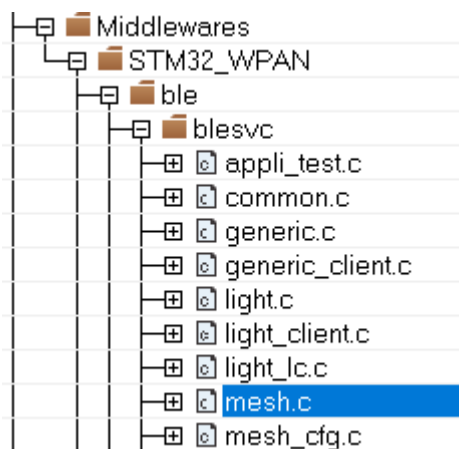 Middlewares
STM32_WPAN
ble
blesvc
appli_test.c
common.c
generic.c
generic_client.c
light.c
light_client.c
light_lc.c
mesh.c
mesh_cfg.c